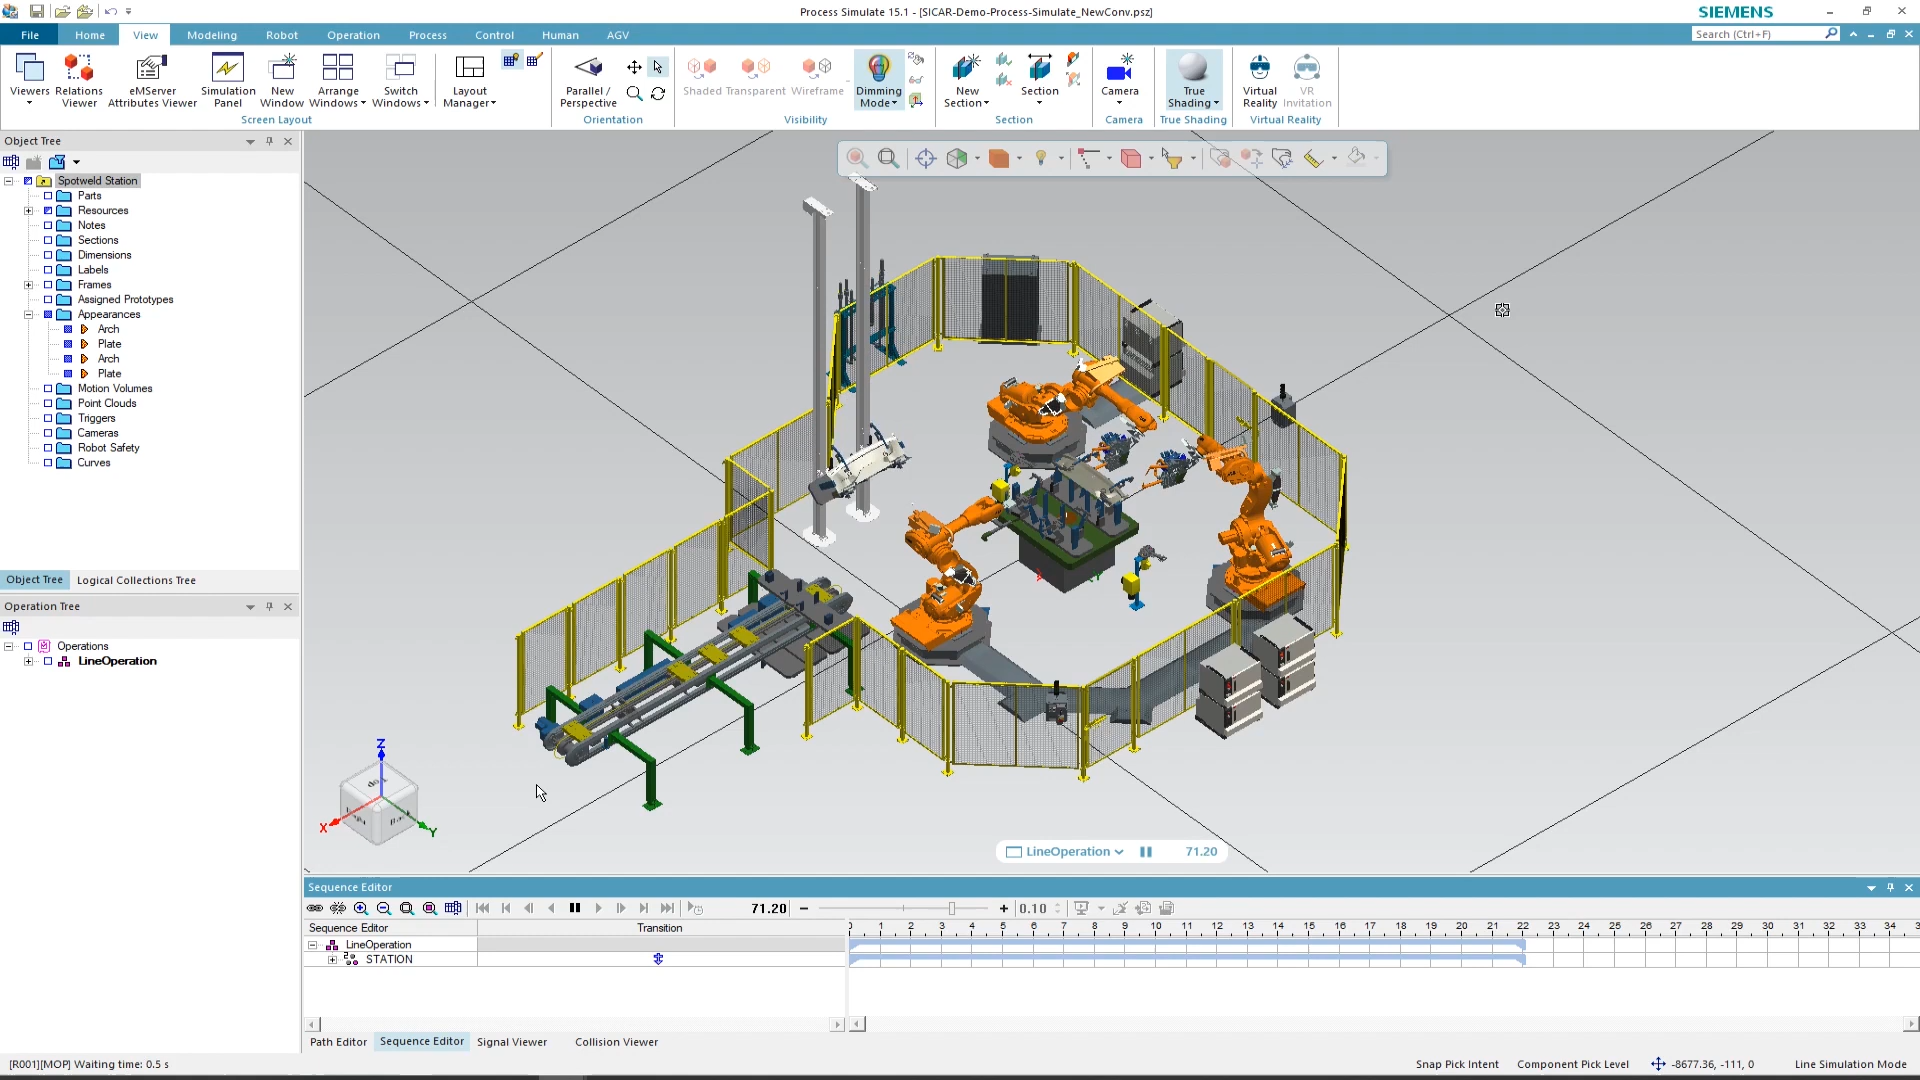 Process Simulate 15.1 - [SICAR-Demo-Process-Simulate_NewConv.psz]
SIEMENS
File Home View Modeling Robot Operation Process Control Human AGV
Search (Ctrl+F)
Viewers
Relations Viewer
eMServer Attributes Viewer
Simulation Panel
New Window
Arrange Windows
Switch Windows
Layout Manager
Parallel / Perspective
Shaded Transparent Wireframe
Dimming Mode
New Section
Section
Camera
True Shading
Virtual Reality
VR Invitation
Screen Layout
Orientation
Visibility
Section
Camera
True Shading
Virtual Reality
Object Tree
Spotweld Station
Parts
Resources
Notes
Sections
Dimensions
Labels
Frames
Assigned Prototypes
Appearances
Arch
Plate
Arch
Plate
Motion Volumes
Point Clouds
Triggers
Cameras
Robot Safety
Curves
Object Tree Logical Collections Tree
Operation Tree
Operations
LineOperation
Z
X
Y
Top
LineOperation 71.20
Sequence Editor
71.20 − + 0.10
Sequence Editor Transition
1 2 3 4 5 6 7 8 9 10 11 12 13 14 15 16 17 18 19 20 21 22 23 24 25 26 27 28 29 30 31 32 33 34
LineOperation
STATION
Path Editor Sequence Editor Signal Viewer Collision Viewer
[R001][MOP] Waiting time: 0.5 s
Snap Pick Intent Component Pick Level -8677.36, -111, 0 Line Simulation Mode